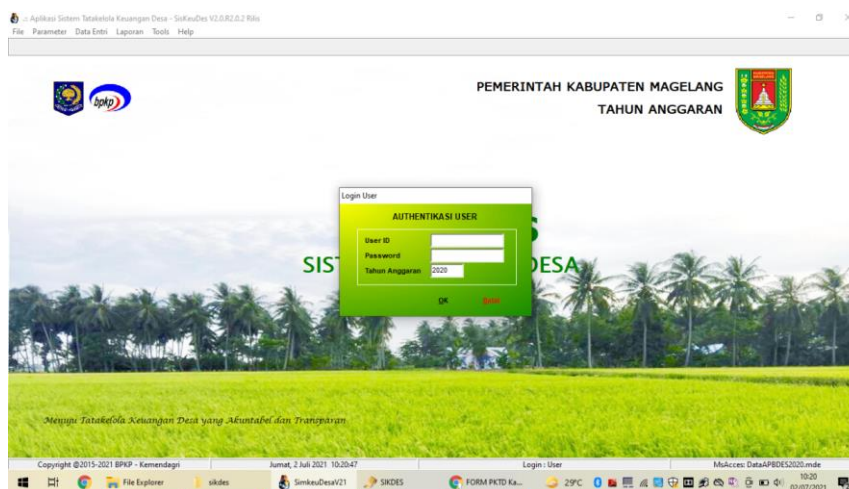 .:: Aplikasi Sistem Tatakelola Keuangan Desa - SisKeuDes V2.0.R2.0.2 Rilis
File Parameter Data Entri Laporan Tools Help
bpkp
PEMERINTAH KABUPATEN MAGELANG
TAHUN ANGGARAN
Login User
AUTHENTIKASI USER
User ID
Password
Tahun Anggaran 2020
OK
S
SIS
DESA
Menuju Tatakelola Keuangan Desa yang Akuntabel dan Transparan
Copyright @2015-2021 BPKP - Kemendagri Jumat, 2 Juli 2021 10:20:47 Login : User MsAcces: DataAPBDES2020.mde
File Explorer sikdes SimkeuDesaV21 SIKDES FORM PKTD Ka... 29°C 10:20
02/07/2021